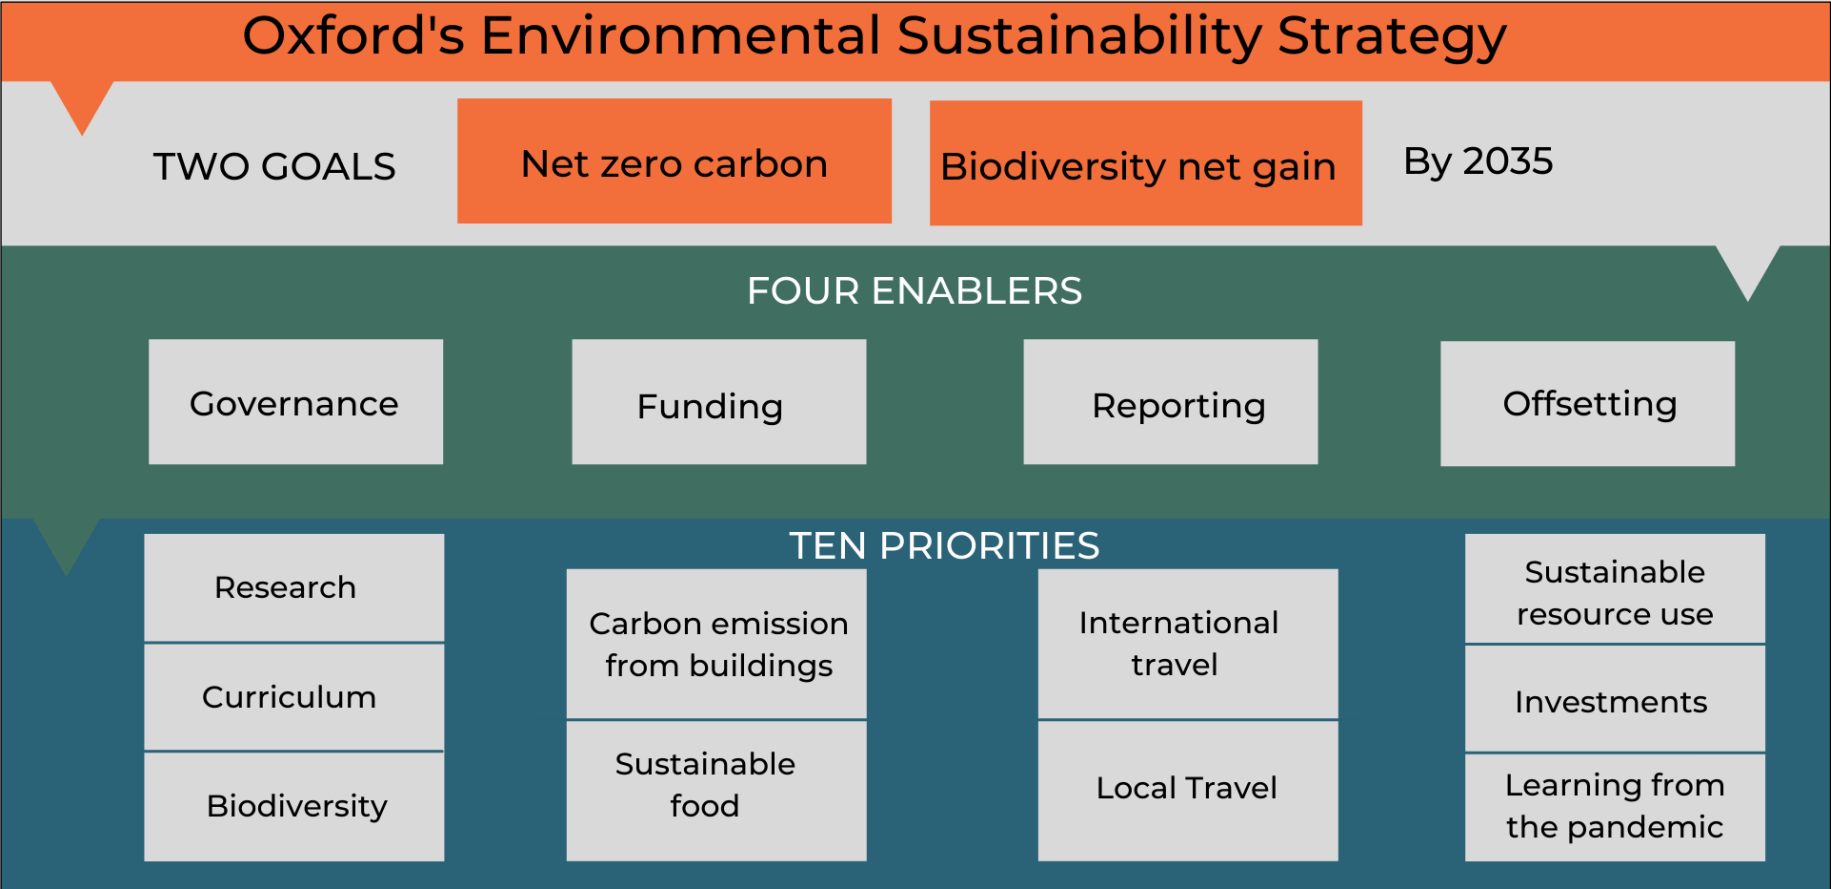 Oxford's Environmental Sustainability Strategy
TWO GOALS
Net zero carbon
Biodiversity net gain
By 2035
FOUR ENABLERS
Governance
Funding
Reporting
Offsetting
TEN PRIORITIES
Research
Curriculum
Biodiversity
Carbon emission
from buildings
Sustainable
food
International
travel
Local Travel
Sustainable
resource use
Investments
Learning from
the pandemic